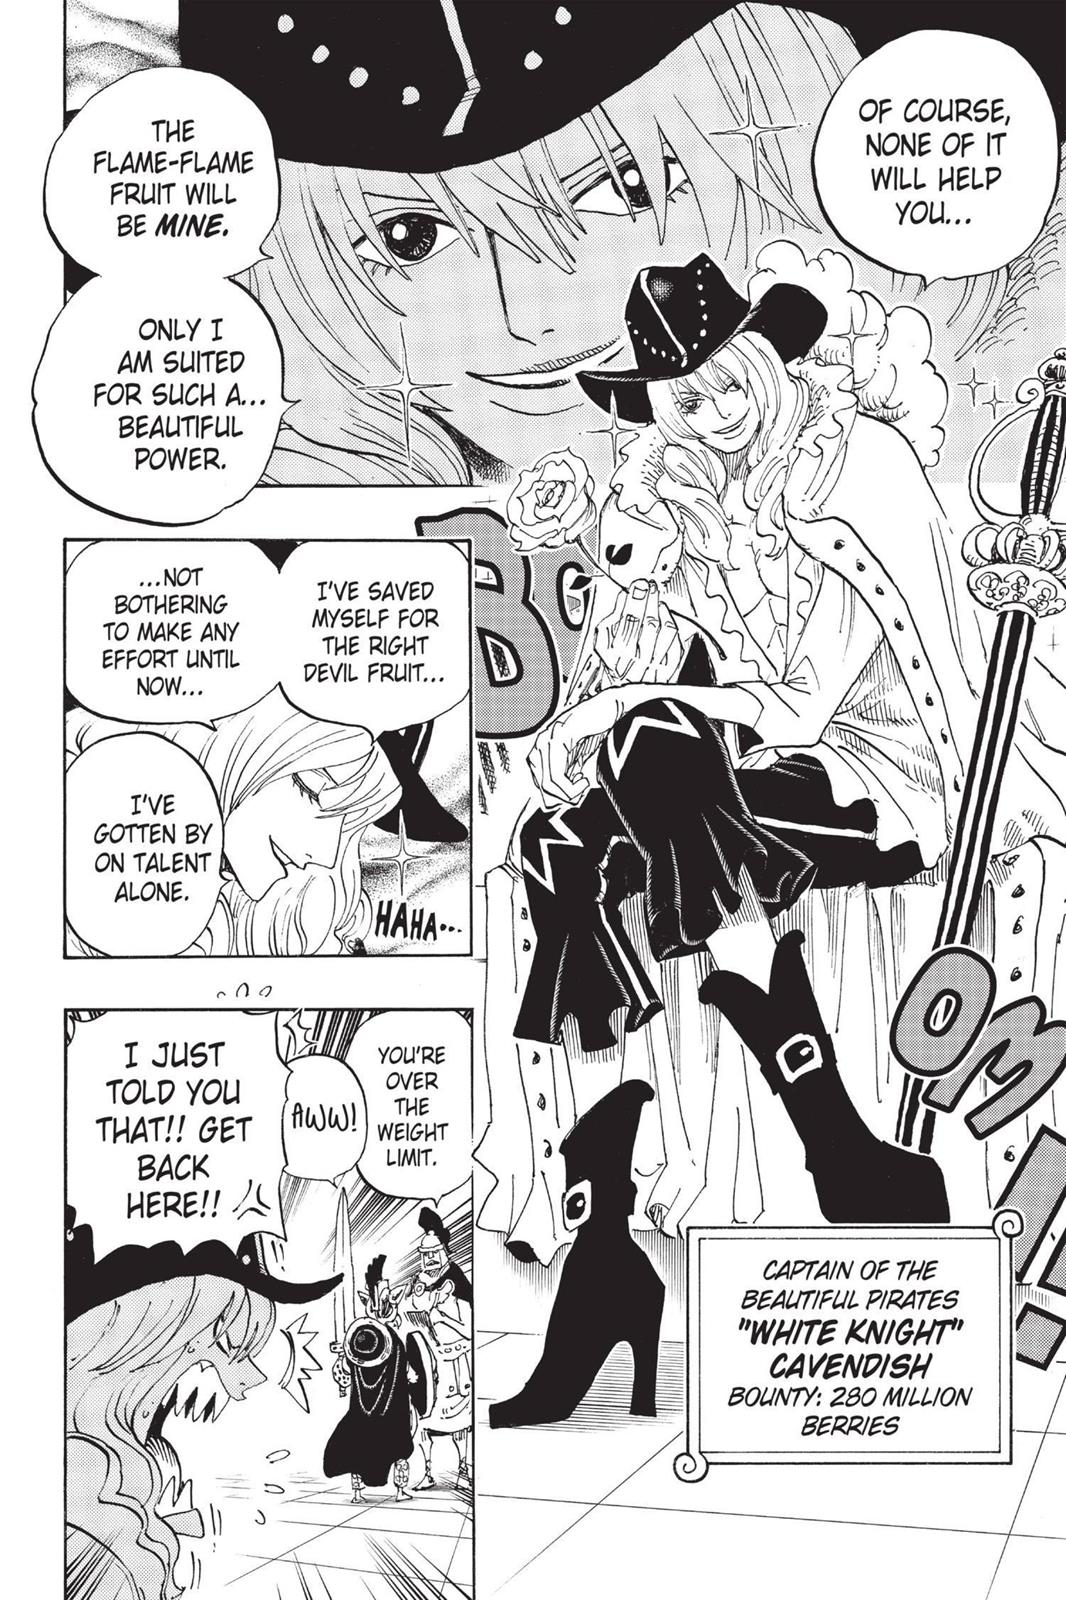 OF COURSE,
NONE OF IT
WILL HELP
YOU...
THE
FLAME-FLAME
FRUIT WILL
BE MINE.
ONLY I
AM SUITED
FOR SUCH A...
BEAUTIFUL
POWER.
BOOM!!
I'VE SAVED
MYSELF FOR
THE RIGHT
DEVIL FRUIT...
...NOT
BOTHERING
TO MAKE ANY
EFFORT UNTIL
NOW...
I'VE
GOTTEN BY
ON TALENT
ALONE.
HAHA...
CAPTAIN OF THE
BEAUTIFUL PIRATES
"WHITE KNIGHT"
CAVENDISH
BOUNTY: 280 MILLION
BERRIES
YOU'RE
OVER
THE
WEIGHT
LIMIT.
AWW!
I JUST
TOLD YOU
THAT!! GET
BACK
HERE!!